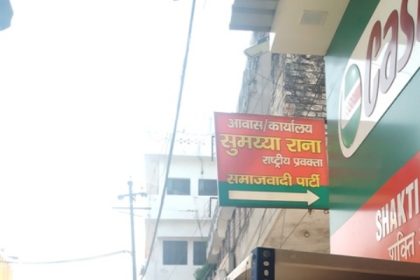 आवास/कार्यालय
सुमय्या राना
राष्ट्रीय प्रवक्ता
समाजवादी पार्टी
Cas
SHAKTI